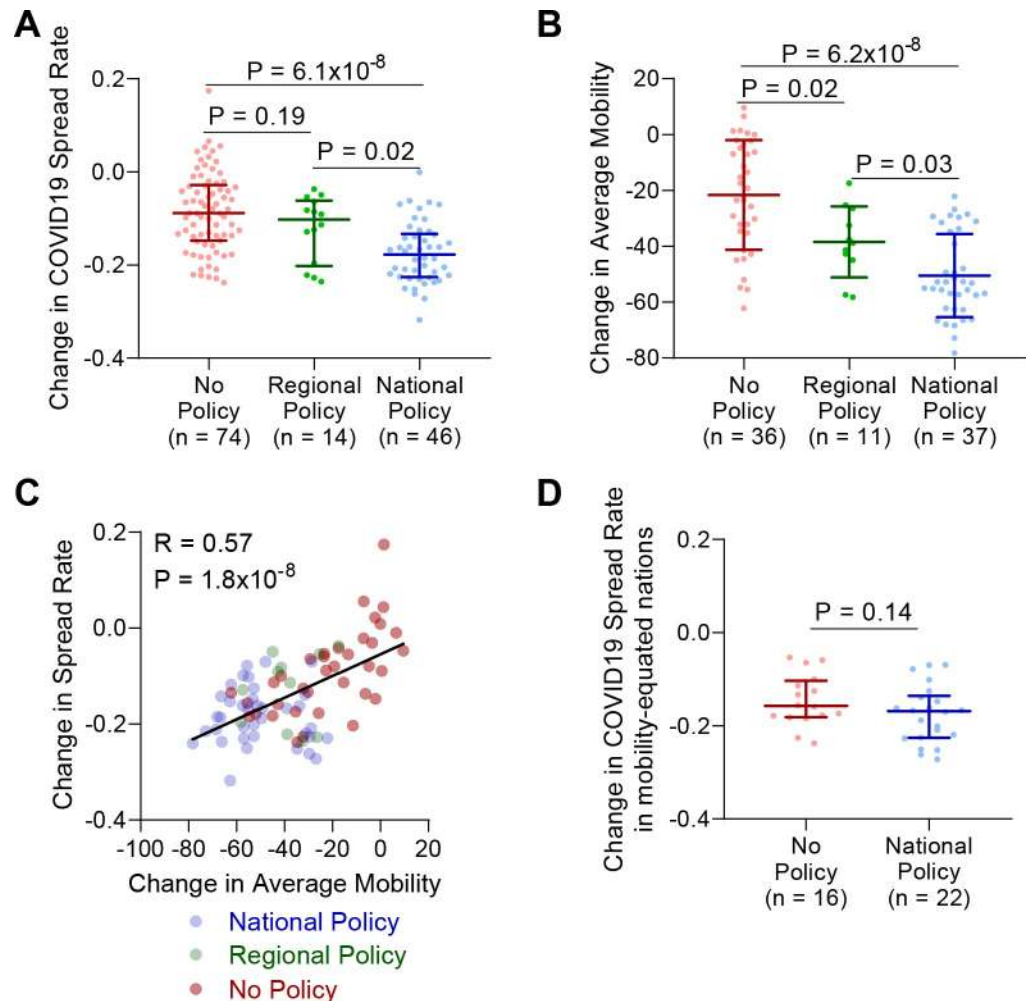 A
Change in COVID19 Spread Rate
0.2
0.0
-0.2
-0.4
P = 6.1x10-8
P = 0.19
P = 0.02
No
Policy
(n = 74)
Regional
Policy
(n = 14)
National
Policy
(n = 46)
B
Change in Average Mobility
20
0
-20
-40
-60
-80
P = 6.2x10-8
P = 0.02
P = 0.03
No
Policy
(n = 36)
Regional
Policy
(n = 11)
National
Policy
(n = 37)
C
Change in Spread Rate
0.2
0.0
-0.2
-0.4
R = 0.57
P = 1.8x10-8
-100 -80 -60 -40 -20 0 20
Change in Average Mobility
National Policy
Regional Policy
No Policy
D
Change in COVID19 Spread Rate
in mobility-equated nations
0.2
0.0
-0.2
-0.4
P = 0.14
No
Policy
(n = 16)
National
Policy
(n = 22)